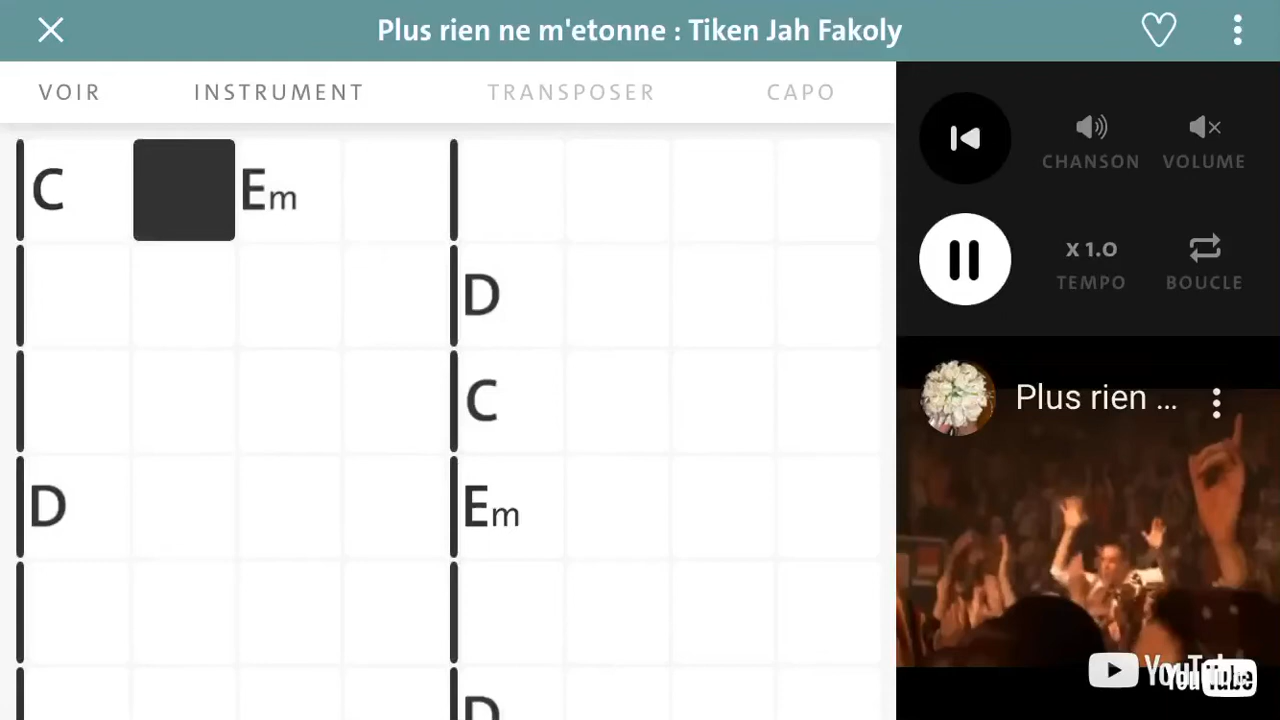 Plus rien ne m'etonne : Tiken Jah Fakoly
VOIR INSTRUMENT TRANSPOSER CAPO
CHANSON VOLUME
X 1.0
TEMPO BOUCLE
C Em
D
C
D Em
D
Plus rien ...
YouTube
YouTube